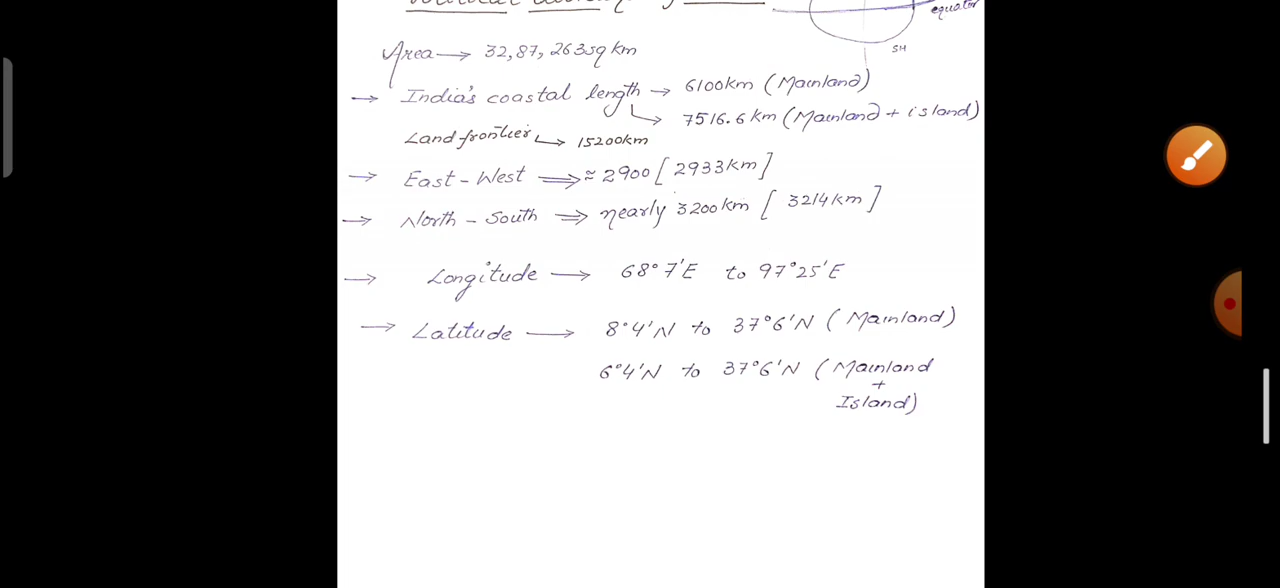 equator
SH
Area → 32,87,263 sq km
→ India's coastal length → 6100km (Mainland)
↳ 7516.6 km (Mainland + island)
Land frontier ↳ 15200km
→ East - West ⟹ ≈ 2900 [2933km]
→ North - South ⟹ nearly 3200km [3214km]
→ Longitude → 68°7'E to 97°25'E
→ Latitude → 8°4'N to 37°6'N (Mainland)
6°4'N to 37°6'N (Mainland
+
Island)